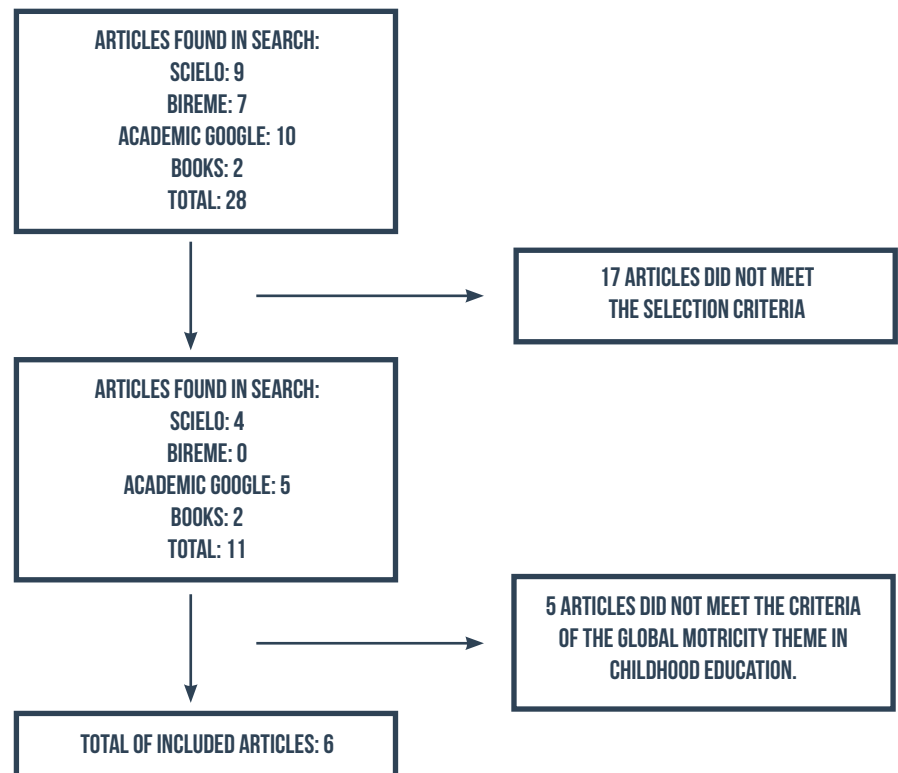 ARTICLES FOUND IN SEARCH:
SCIELO: 9
BIREME: 7
ACADEMIC GOOGLE: 10
BOOKS: 2
TOTAL: 28
17 ARTICLES DID NOT MEET
THE SELECTION CRITERIA
ARTICLES FOUND IN SEARCH:
SCIELO: 4
BIREME: 0
ACADEMIC GOOGLE: 5
BOOKS: 2
TOTAL: 11
5 ARTICLES DID NOT MEET THE CRITERIA
OF THE GLOBAL MOTRICITY THEME IN
CHILDHOOD EDUCATION.
TOTAL OF INCLUDED ARTICLES: 6